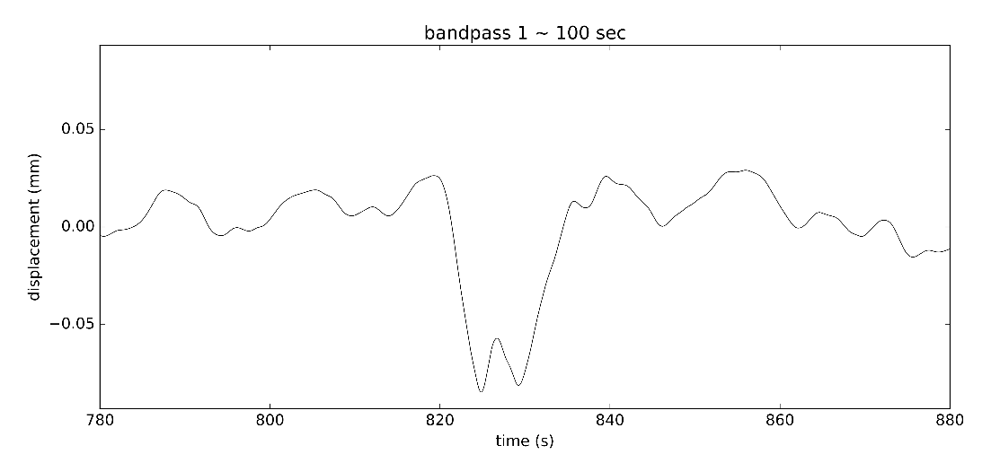 bandpass 1 ~ 100 sec
displacement (mm)
0.05
0.00
−0.05
780 800 820 840 860 880
time (s)